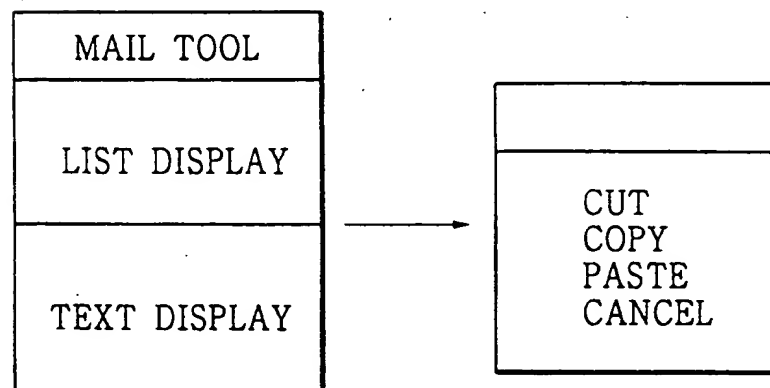 MAIL TOOL
LIST DISPLAY
TEXT DISPLAY
CUT
COPY
PASTE
CANCEL